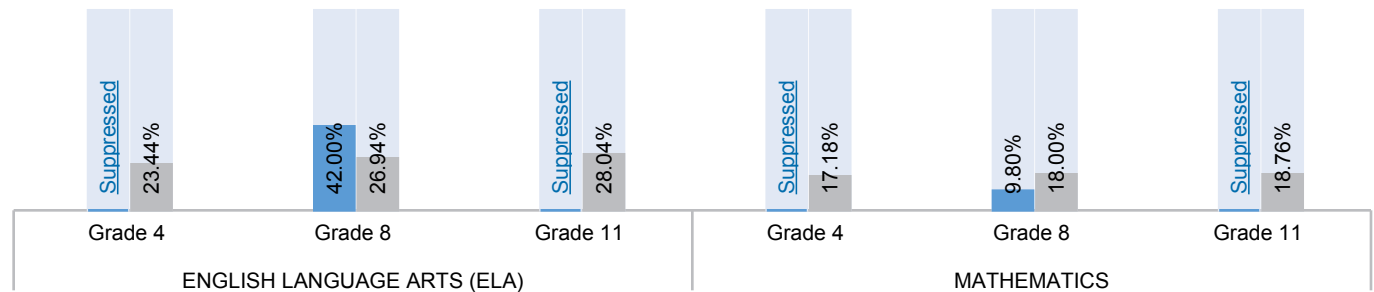 Suppressed
23.44%
42.00%
26.94%
Suppressed
28.04%
Suppressed
17.18%
9.80%
18.00%
Suppressed
18.76%
Grade 4
Grade 8
Grade 11
Grade 4
Grade 8
Grade 11
ENGLISH LANGUAGE ARTS (ELA)
MATHEMATICS